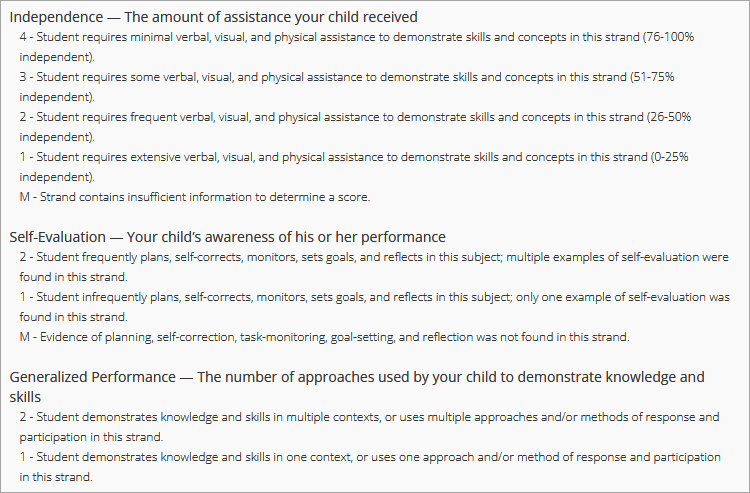 Independence — The amount of assistance your child received
4 - Student requires minimal verbal, visual, and physical assistance to demonstrate skills and concepts in this strand (76-100%
independent).
3 - Student requires some verbal, visual, and physical assistance to demonstrate skills and concepts in this strand (51-75%
independent).
2 - Student requires frequent verbal, visual, and physical assistance to demonstrate skills and concepts in this strand (26-50%
independent).
1 - Student requires extensive verbal, visual, and physical assistance to demonstrate skills and concepts in this strand (0-25%
independent).
M - Strand contains insufficient information to determine a score.
Self-Evaluation — Your child’s awareness of his or her performance
2 - Student frequently plans, self-corrects, monitors, sets goals, and reflects in this subject; multiple examples of self-evaluation were
found in this strand.
1 - Student infrequently plans, self-corrects, monitors, sets goals, and reflects in this subject; only one example of self-evaluation was
found in this strand.
M - Evidence of planning, self-correction, task-monitoring, goal-setting, and reflection was not found in this strand.
Generalized Performance — The number of approaches used by your child to demonstrate knowledge and
skills
2 - Student demonstrates knowledge and skills in multiple contexts, or uses multiple approaches and/or methods of response and
participation in this strand.
1 - Student demonstrates knowledge and skills in one context, or uses one approach and/or method of response and participation
in this strand.